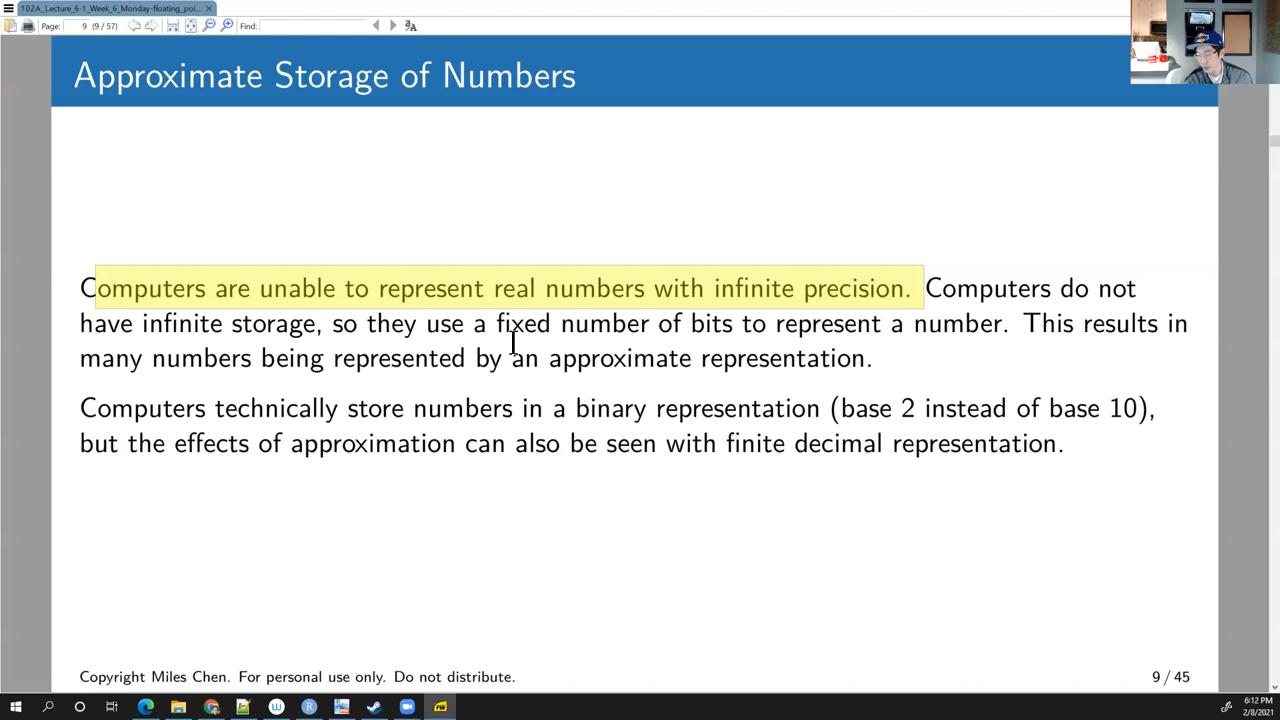 102A_Lecture_6-1_Week_6_Monday-floating_poi...
Page: 9 (9 / 57) Find:
Approximate Storage of Numbers
Computers are unable to represent real numbers with infinite precision. Computers do not
have infinite storage, so they use a fixed number of bits to represent a number. This results in
many numbers being represented by an approximate representation.
Computers technically store numbers in a binary representation (base 2 instead of base 10),
but the effects of approximation can also be seen with finite decimal representation.
Copyright Miles Chen. For personal use only. Do not distribute.
9 / 45
6:12 PM
2/8/2021